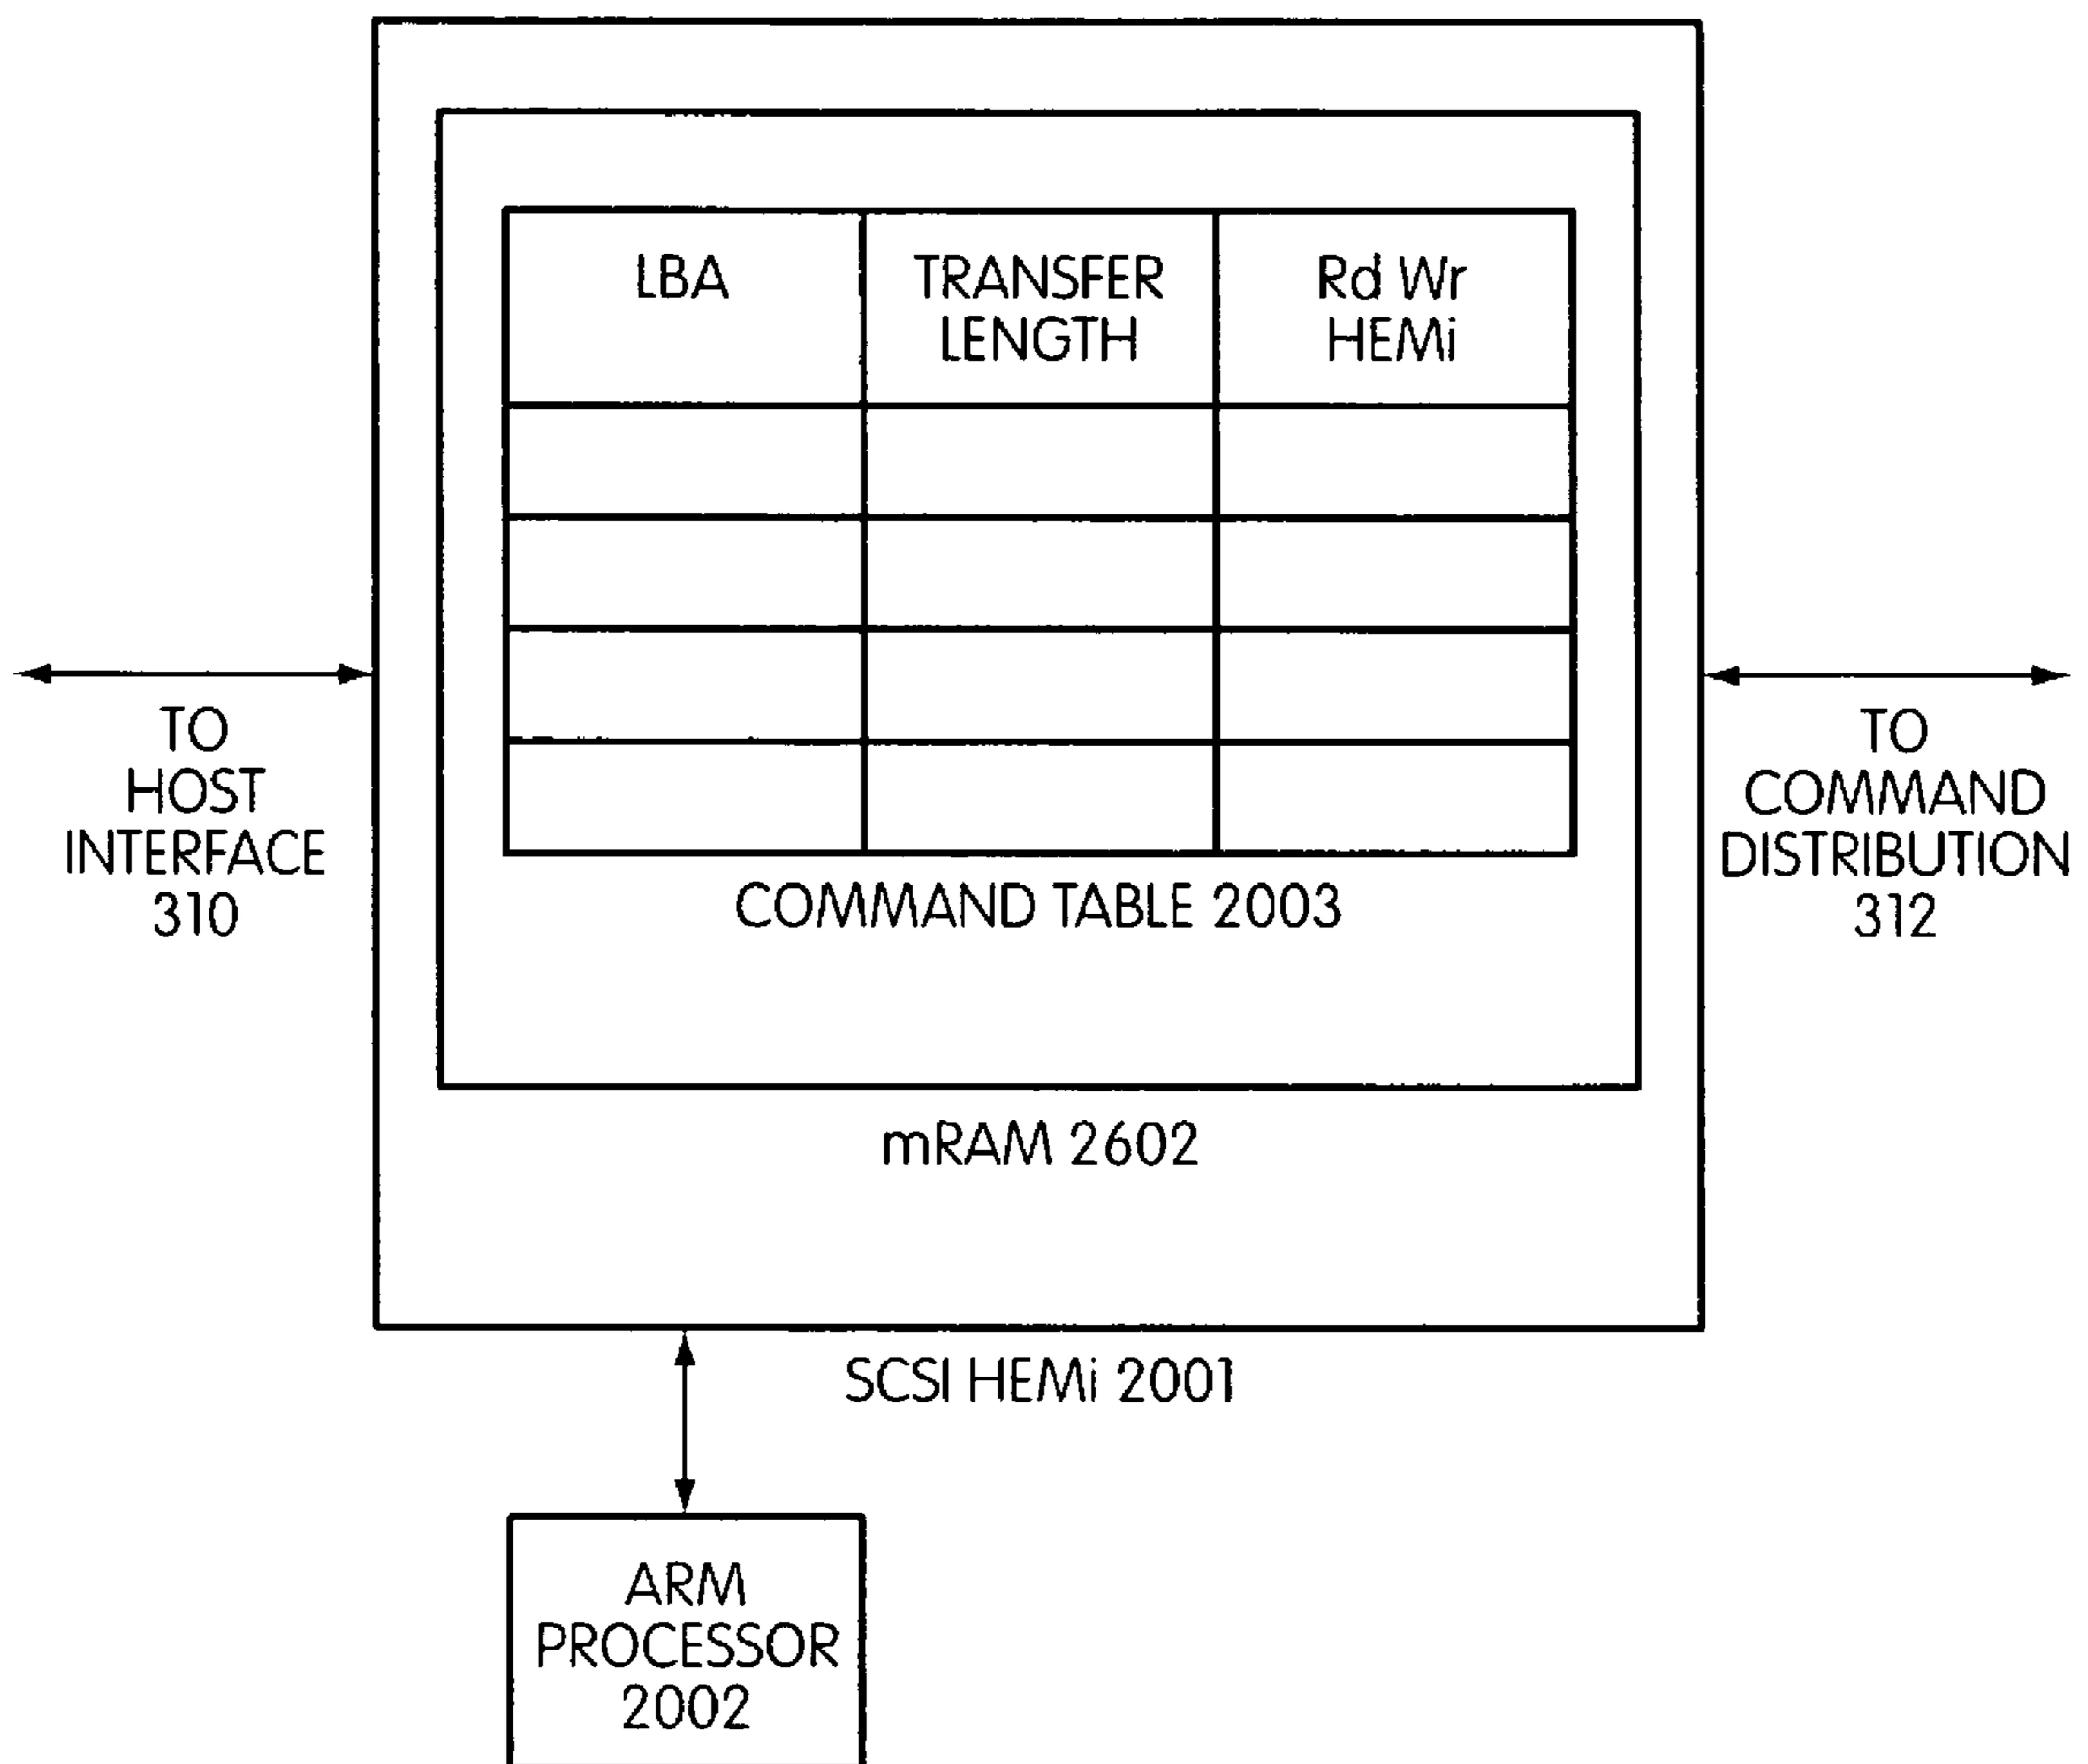 LBA
TRANSFER
LENGTH
Rd Wr
HEMi
TO
HOST
INTERFACE
310
TO
COMMAND
DISTRIBUTION
312
COMMAND TABLE 2003
mRAM 2602
SCSI HEMi 2001
ARM
PROCESSOR
2002